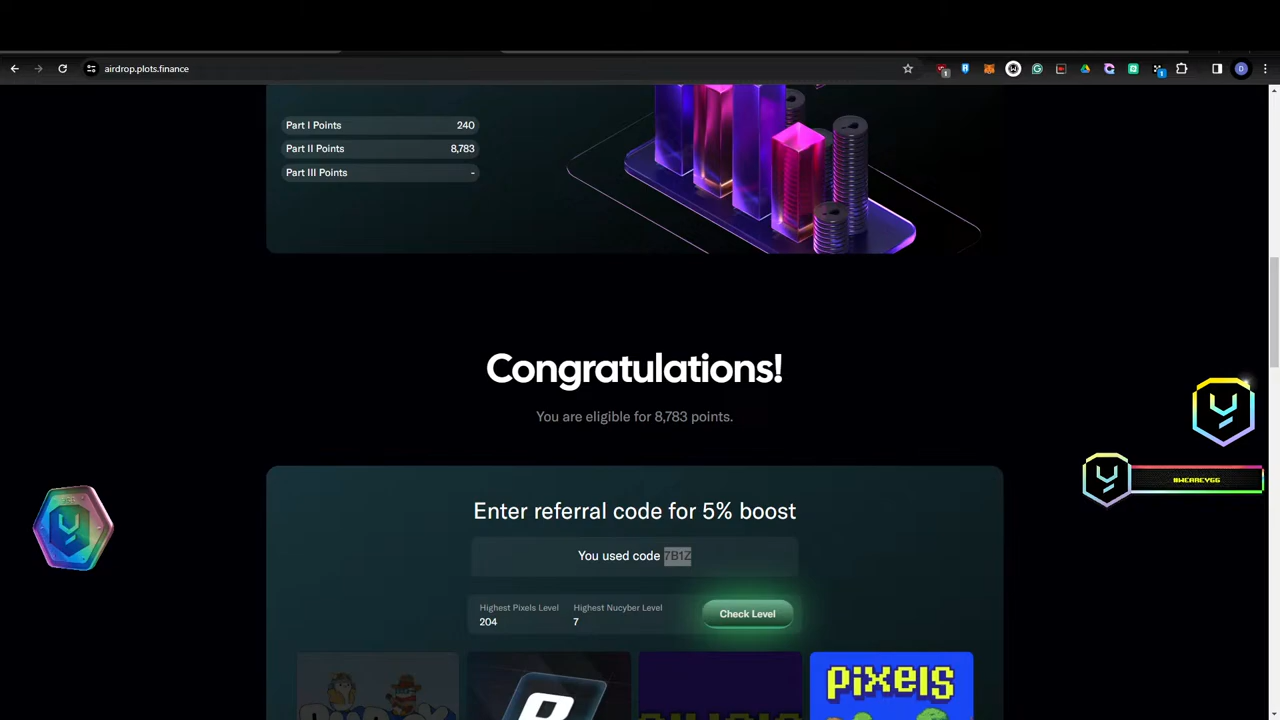 airdrop.plots.finance
Part I Points 240
Part II Points 8,783
Part III Points -
Congratulations!
You are eligible for 8,783 points.
#WEAREYGG
Enter referral code for 5% boost
You used code 7B1Z
Highest Pixels Level Highest Nucyber Level
204 7
Check Level
pixels